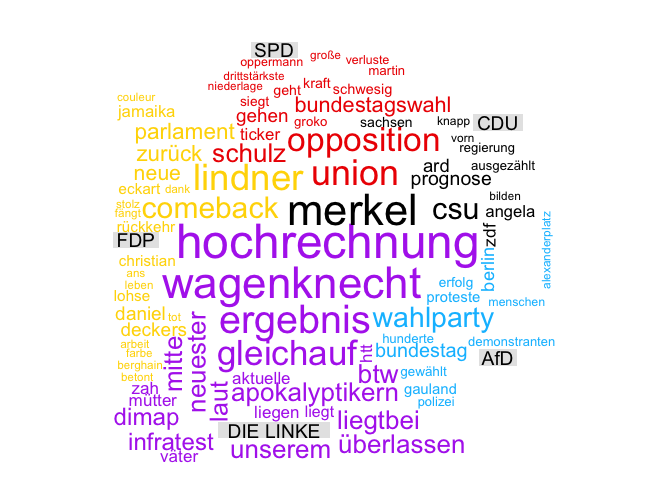 SPD
oppermann große verluste
drittstärkste martin
niederlage geht kraft schwesig
couleur siegt bundestagswahl
jamaika gehen groko sachsen knapp CDU
parlament ticker opposition vorn
zurück schulz regierung
neue lindner union ard ausgezählt
eckart dank prognose
stolz comeback merkel csu bilden
fängt angela
rückkehr alexanderplatz
FDP hochrechnung zdf
christian
ans wagenknecht berlin erfolg
leben
lohse proteste menschen
daniel tot ergebnis wahlparty
deckers
arbeit hunderte demonstranten
farbe mitte gleichauf htt bundestag AfD
berghain gewählt
betont neuester aktuelle btw
zah laut apokalyptikern gauland
mütter polizei
dimap liegen liegt liegtbei
DIE LINKE
infratest unserem überlassen
väter